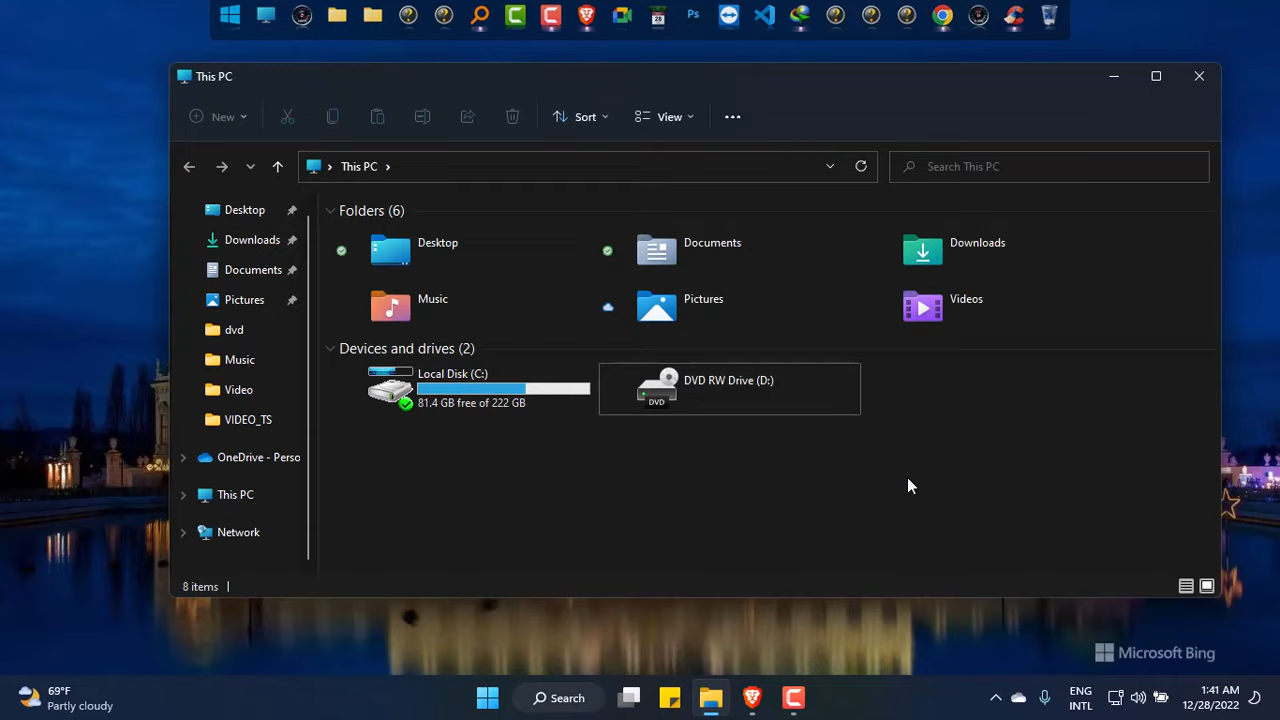 28
Ps
This PC
New
Sort
View
This PC
Search This PC
Desktop
Downloads
Documents
Pictures
dvd
Music
Video
VIDEO_TS
OneDrive - Perso
This PC
Network
Folders (6)
Desktop
Documents
Downloads
Music
Pictures
Videos
Devices and drives (2)
Local Disk (C:)
81.4 GB free of 222 GB
DVD
DVD RW Drive (D:)
8 items
Microsoft Bing
69°F
Partly cloudy
Search
ENG
INTL
1:41 AM
12/28/2022